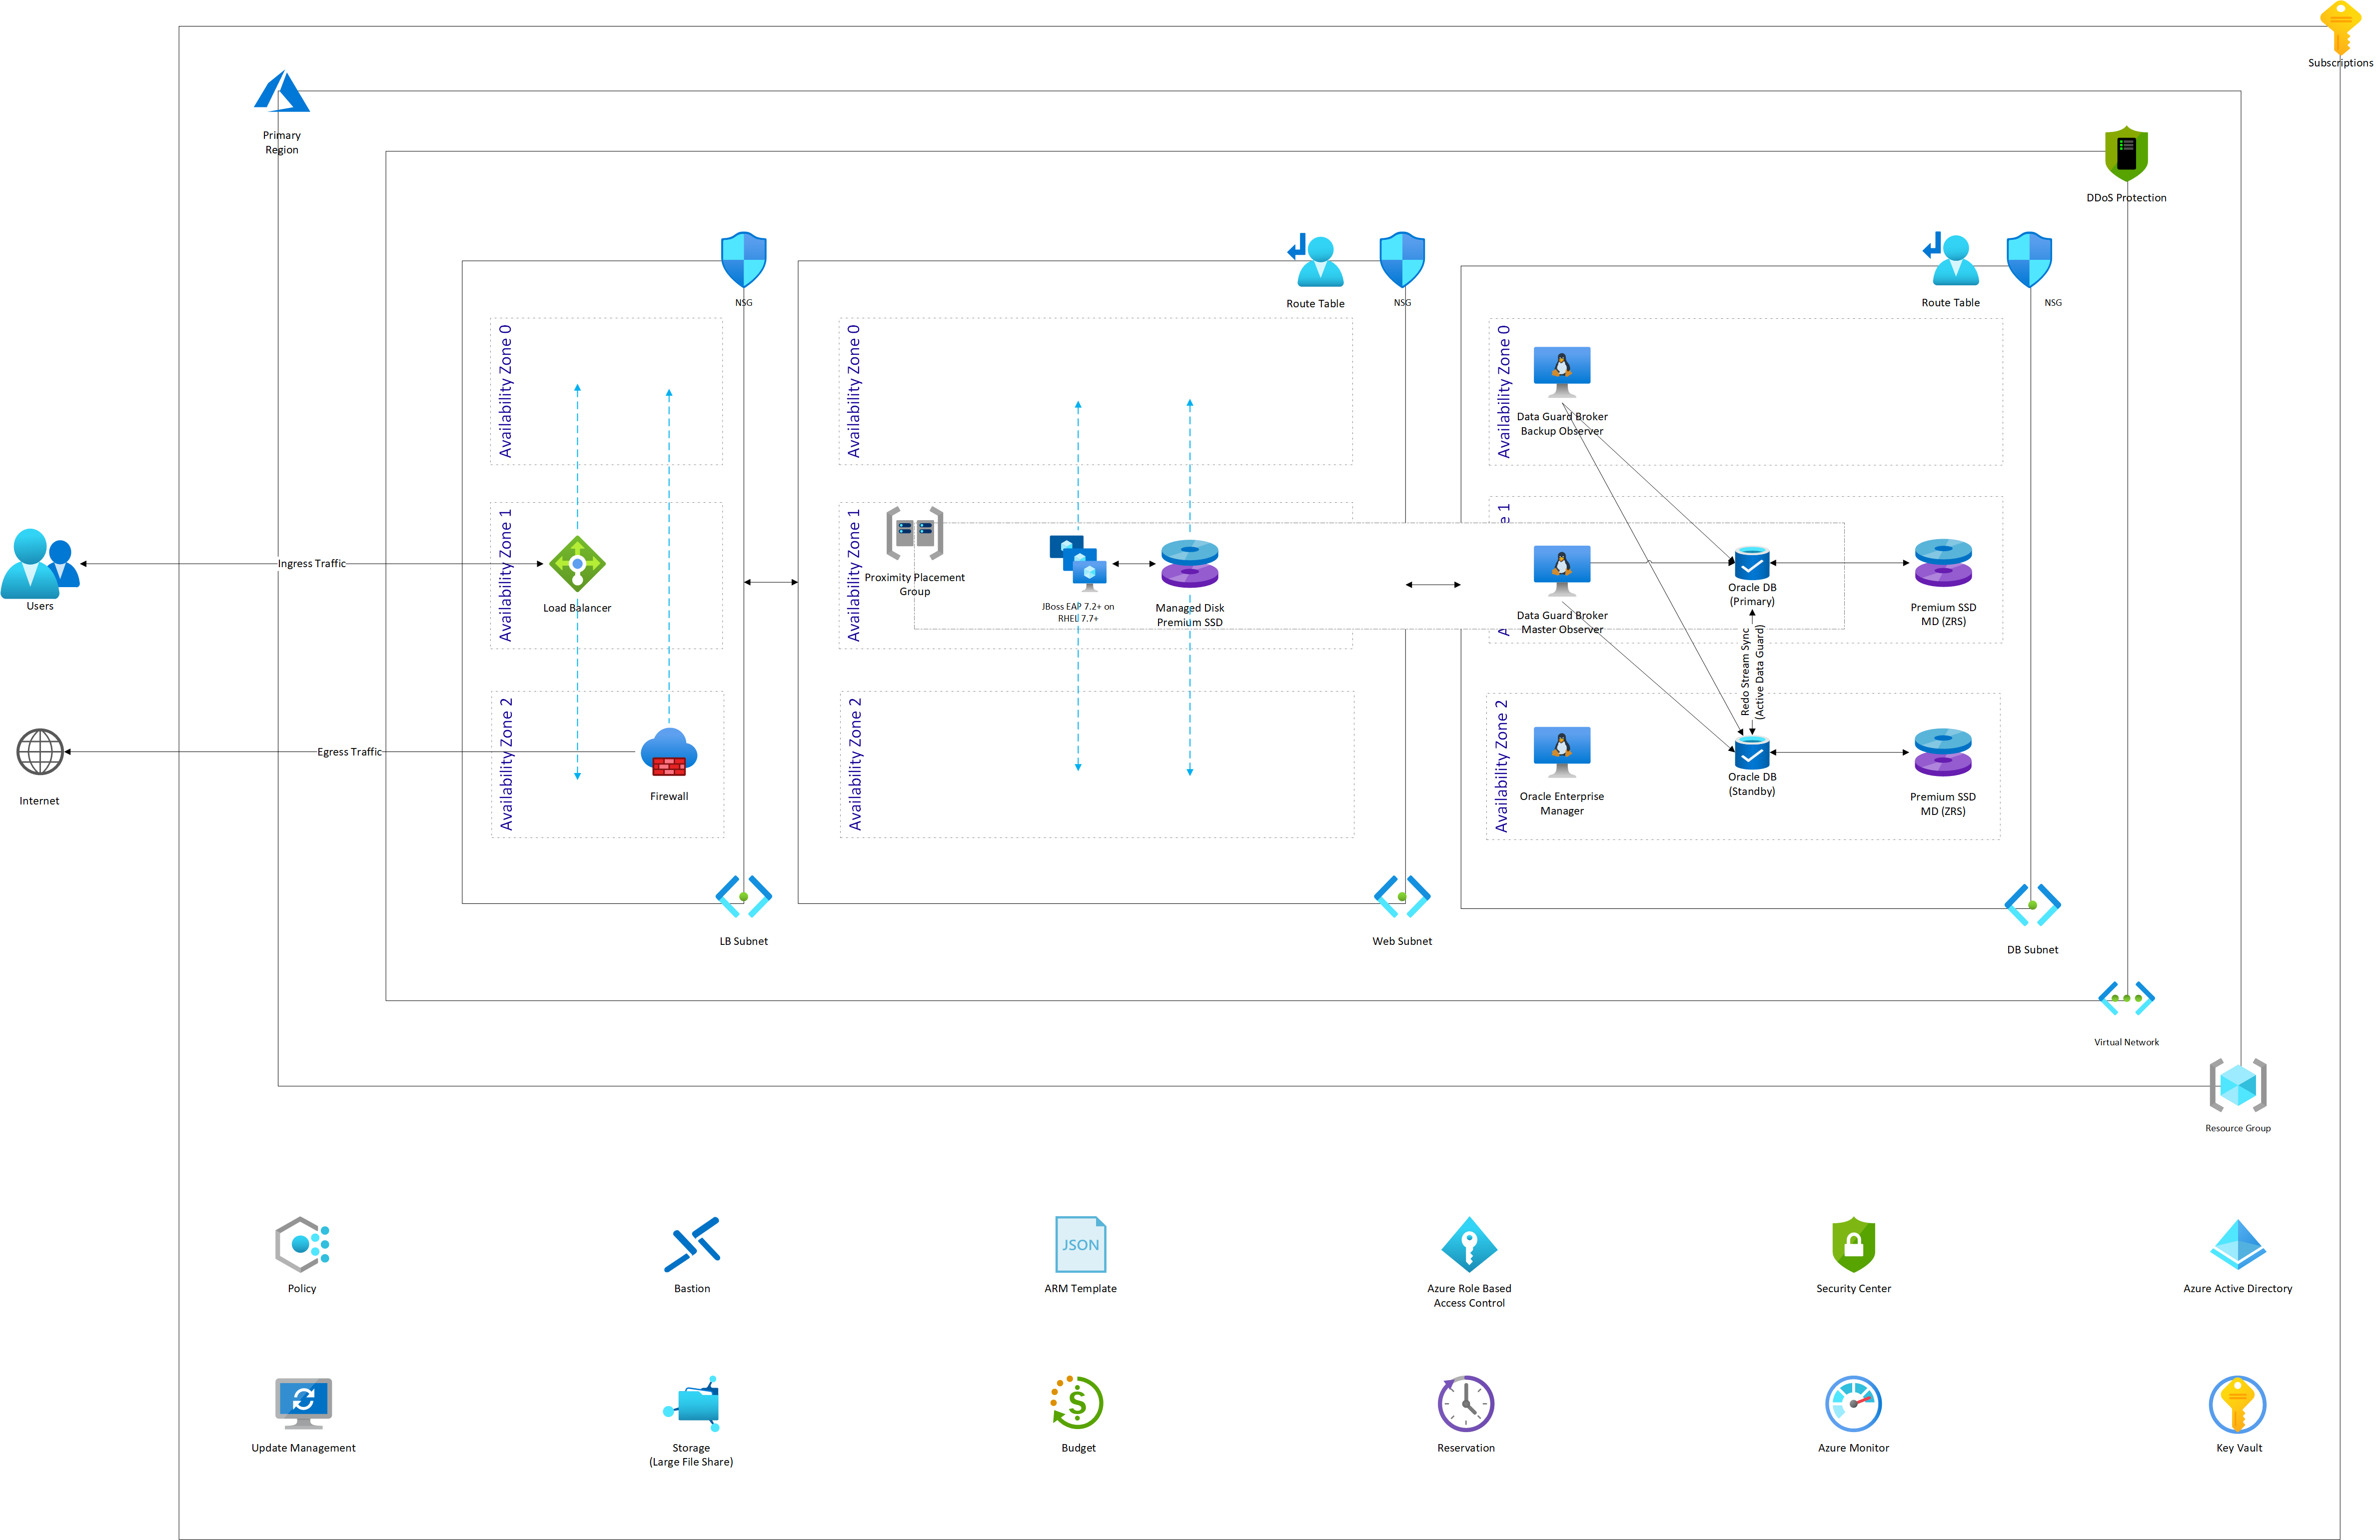 Subscriptions
Primary
Region
DDoS Protection
NSG
Route Table
NSG
Route Table
NSG
Availability Zone 0
Availability Zone 0
Availability Zone 0
Data Guard Broker
Backup Observer
Users
Ingress Traffic
Availability Zone 1
Load Balancer
Availability Zone 1
Proximity Placement
Group
JBoss EAP 7.2+ on
RHEL 7.7+
Managed Disk
Premium SSD
A
e 1
Data Guard Broker
Master Observer
Oracle DB
(Primary)
Premium SSD
MD (ZRS)
Redo Stream Sync
(Active Data Guard)
Internet
Egress Traffic
Availability Zone 2
Firewall
Availability Zone 2
Availability Zone 2
Oracle Enterprise
Manager
Oracle DB
(Standby)
Premium SSD
MD (ZRS)
LB Subnet
Web Subnet
DB Subnet
Virtual Network
Resource Group
Policy
Bastion
JSON
ARM Template
Azure Role Based
Access Control
Security Center
Azure Active Directory
Update Management
Storage
(Large File Share)
$
Budget
Reservation
Azure Monitor
Key Vault